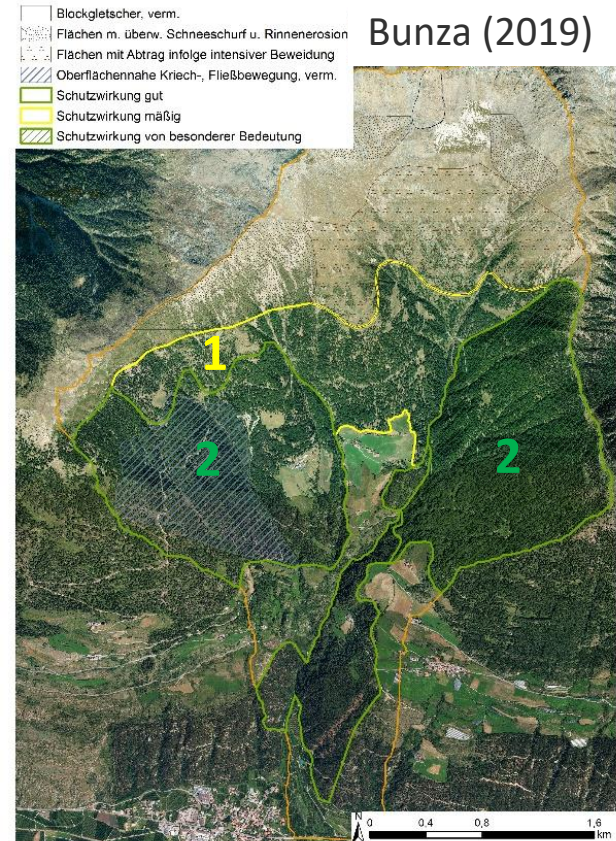 Blockgletscher, verm.
Flächen m. überw. Schneeschurf u. Rinnenerosion
Flächen mit Abtrag infolge intensiver Beweidung
Oberflächennahe Kriech-, Fließbewegung, verm.
Schutzwirkung gut
Schutzwirkung mäßig
Schutzwirkung von besonderer Bedeutung
Bunza (2019)
1
2
2
N
0 0,4 0,8 1,6
km